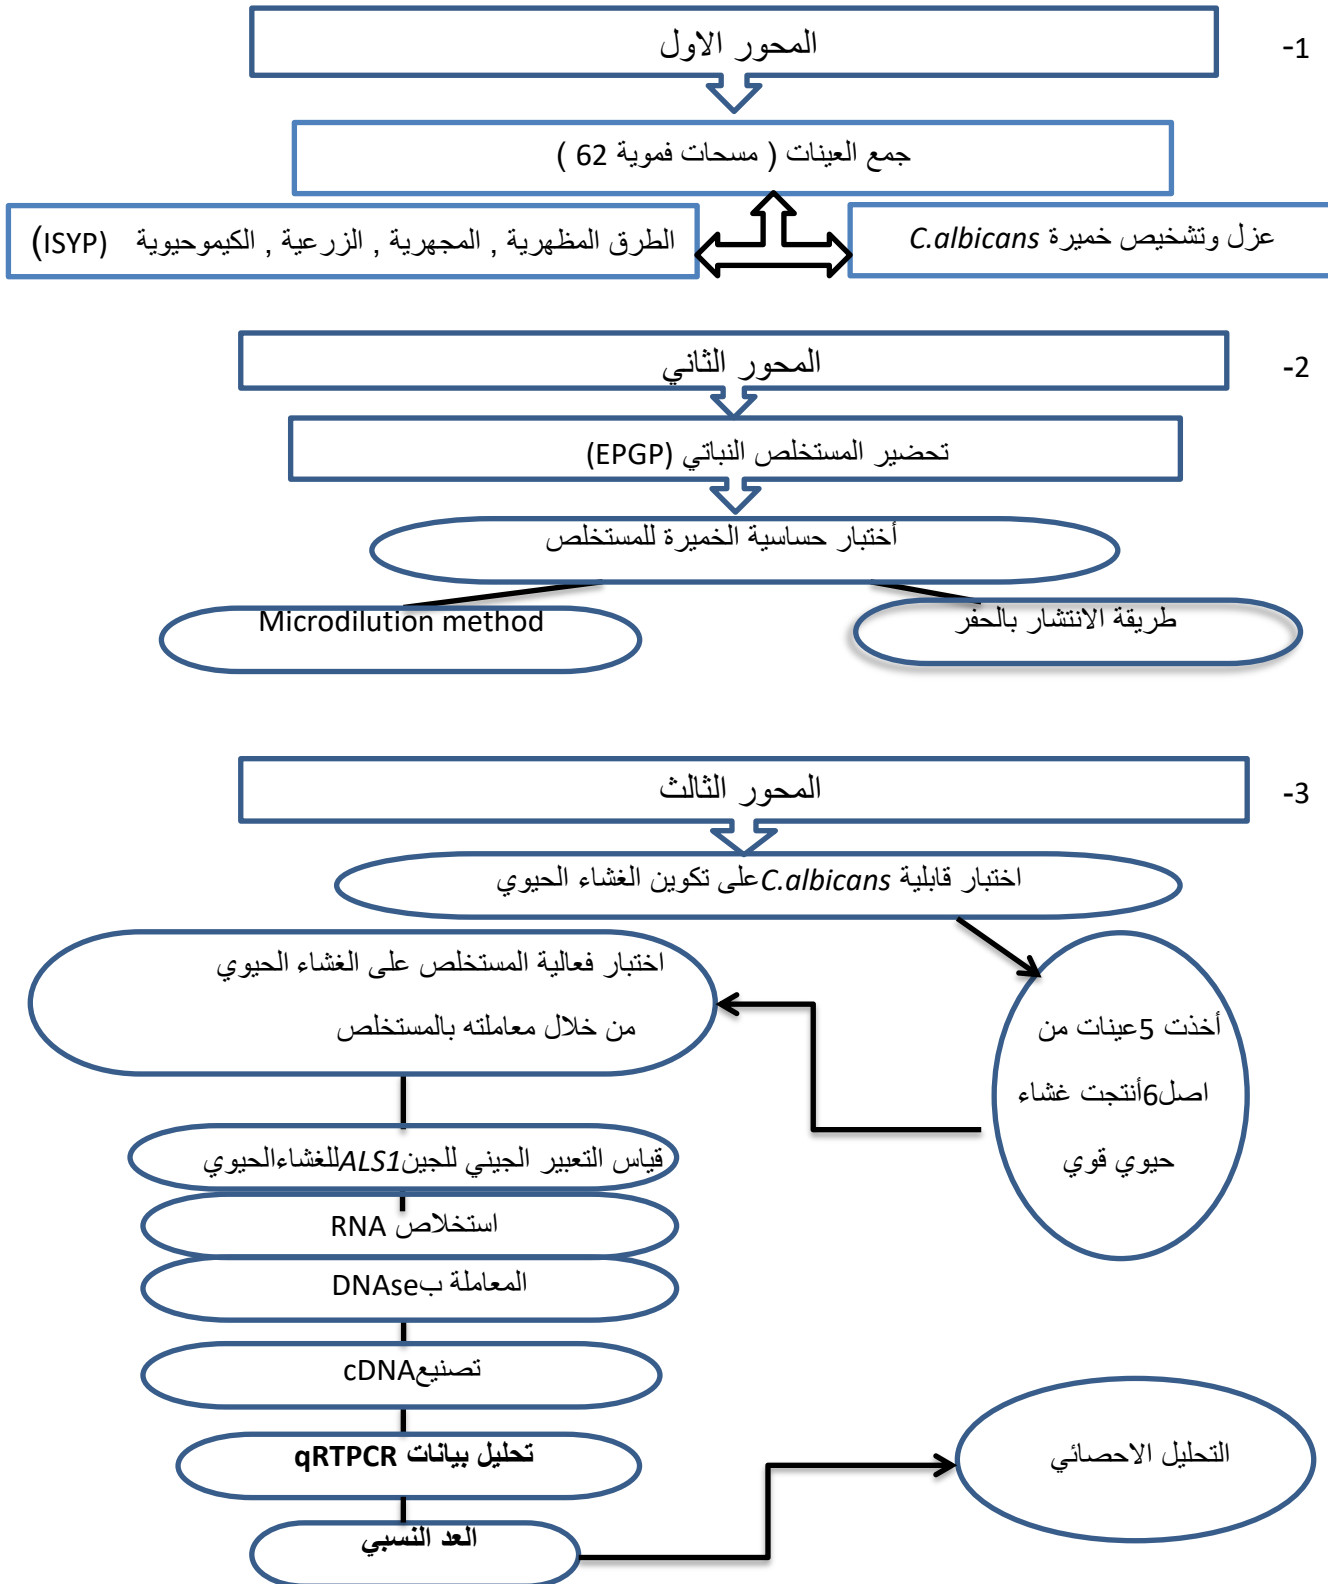 1-
المحور الاول
جمع العينات ( مسحات فموية 62 )
عزل وتشخيص خميرة C.albicans
الطرق المظهرية , المجهرية , الزرعية , الكيموحيوية (ISYP)
2-
المحور الثاني
تحضير المستخلص النباتي (EPGP)
أختبار حساسية الخميرة للمستخلص
طريقة الانتشار بالحفر
Microdilution method
3-
المحور الثالث
اختبار قابلية C.albicans على تكوين الغشاء الحيوي
أخذت 5عينات من
اصل6أنتجت غشاء
حيوي قوي
اختبار فعالية المستخلص على الغشاء الحيوي
من خلال معاملته بالمستخلص
قياس التعبير الجيني للجين ALS1للغشاءالحيوي
استخلاص RNA
المعاملة بDNAse
تصنيعcDNA
تحليل بيانات qRTPCR
العد النسبي
التحليل الاحصائي